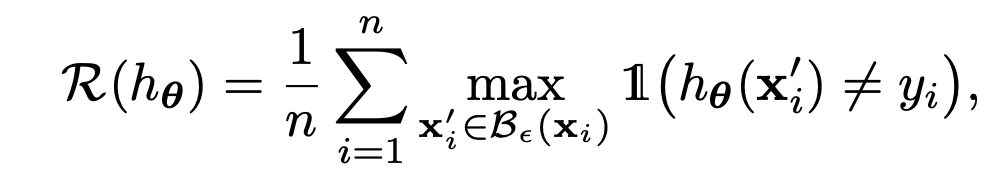 $$\mathcal{R}(h_{\boldsymbol{\theta}}) = \frac{1}{n} \sum_{i=1}^{n} \max_{\mathbf{x}'_i \in \mathcal{B}_\epsilon(\mathbf{x}_i)} \mathbb{1}\big(h_{\boldsymbol{\theta}}(\mathbf{x}'_i) \neq y_i\big),$$